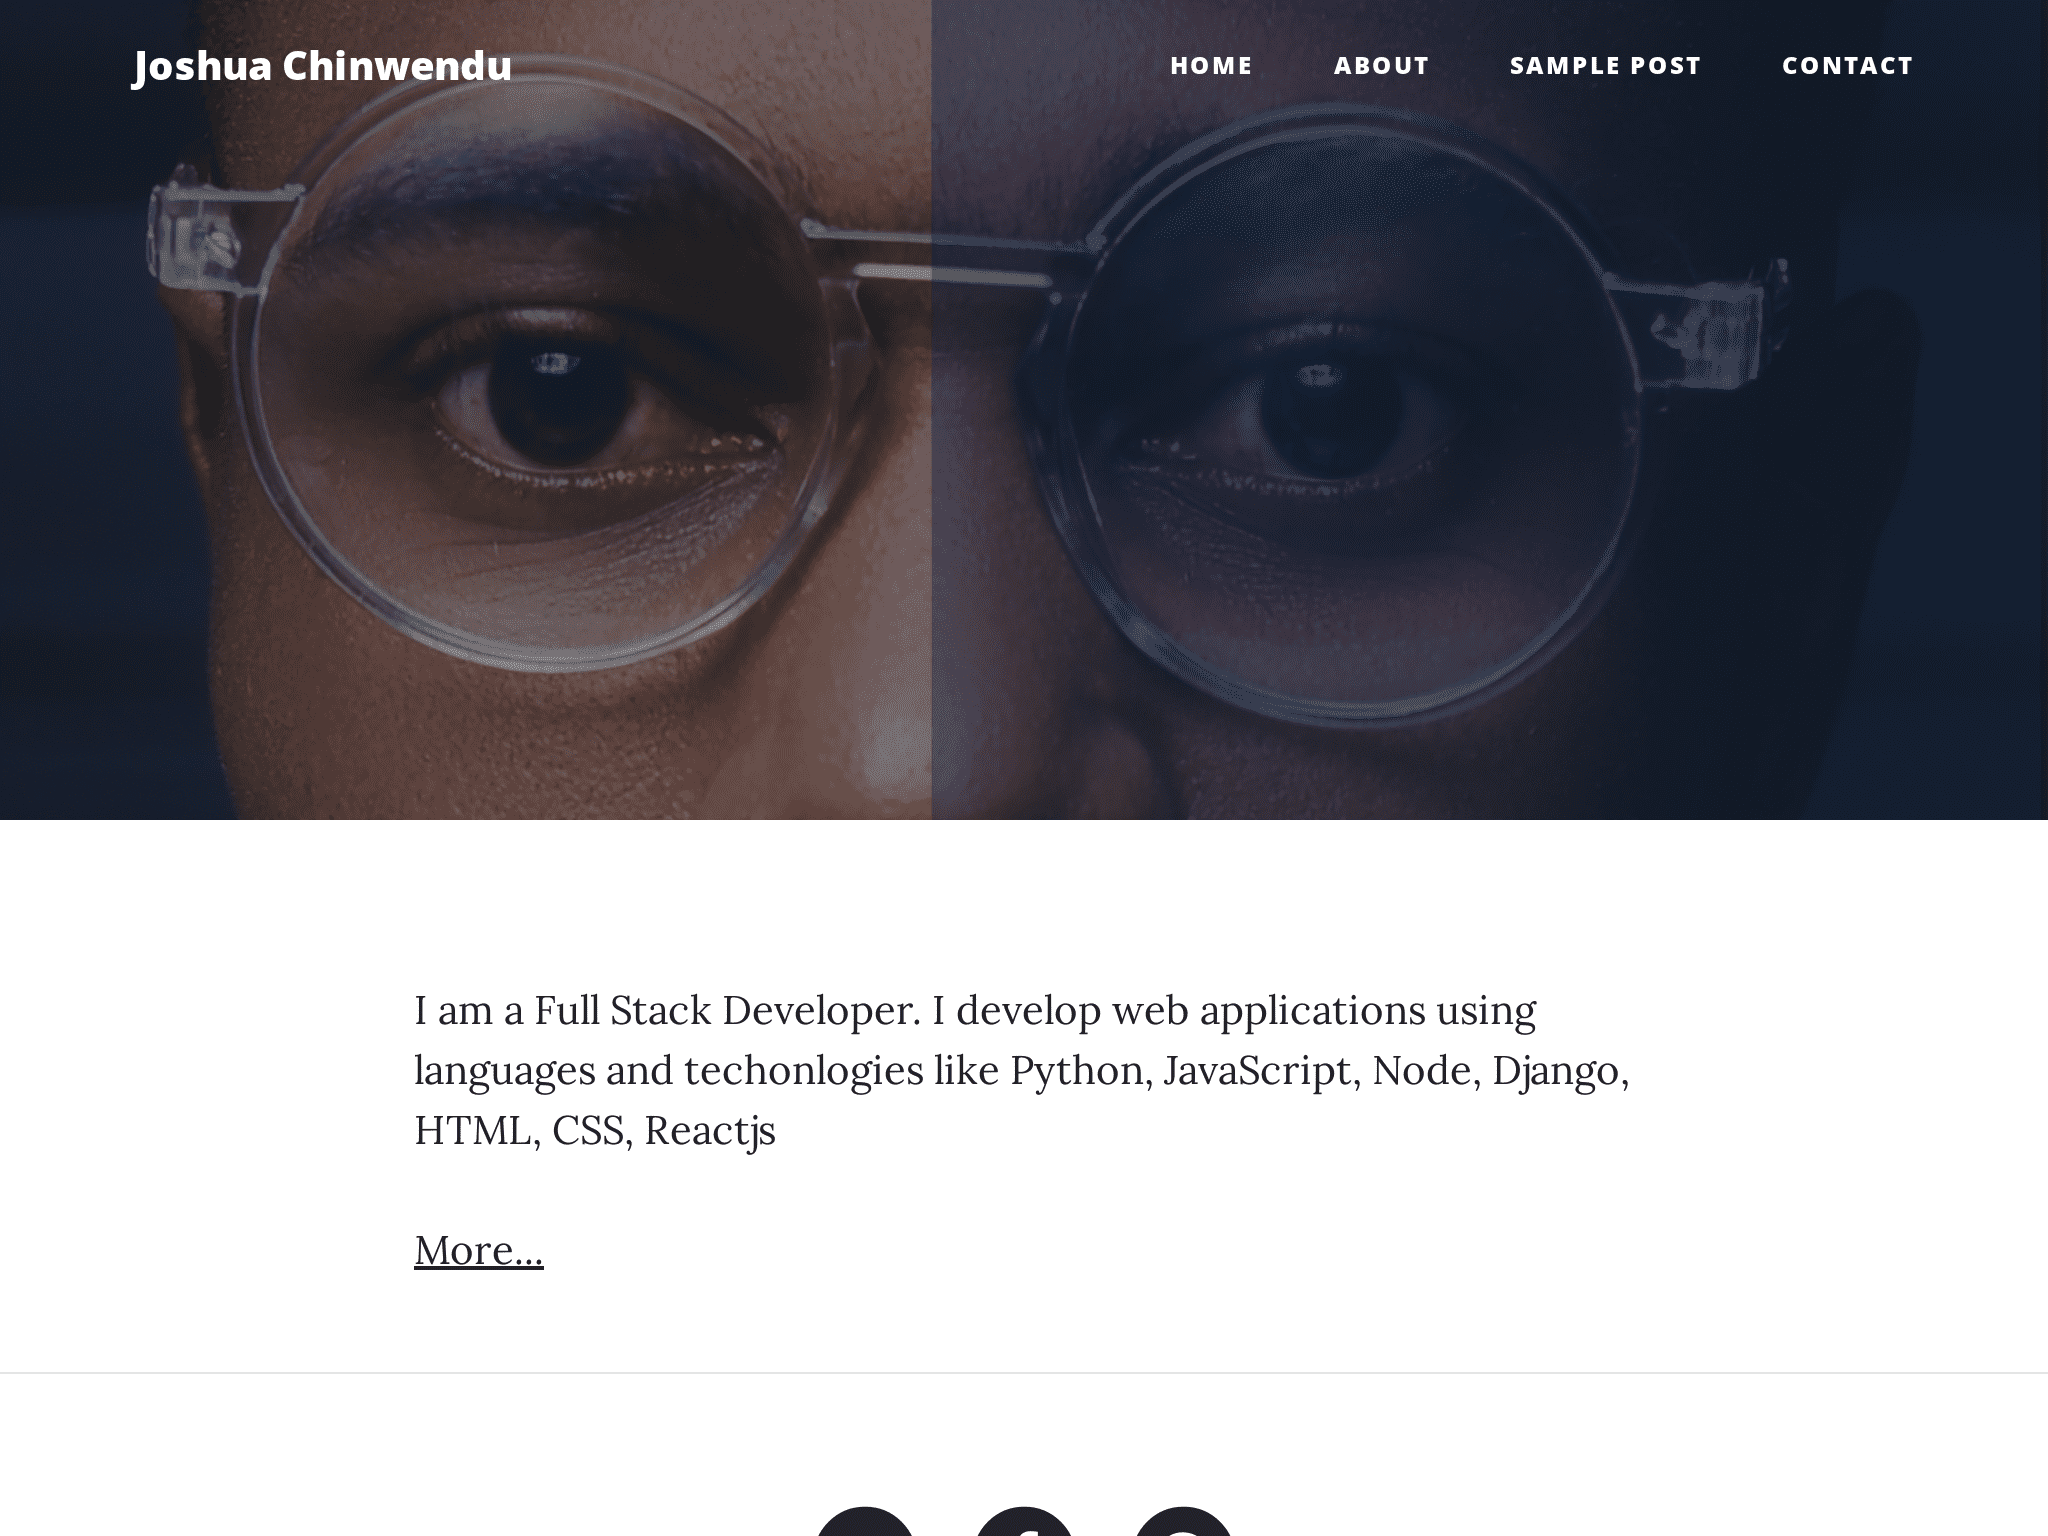 Joshua Chinwendu
HOME ABOUT SAMPLE POST CONTACT
I am a Full Stack Developer. I develop web applications using
languages and techonlogies like Python, JavaScript, Node, Django,
HTML, CSS, Reactjs
More...